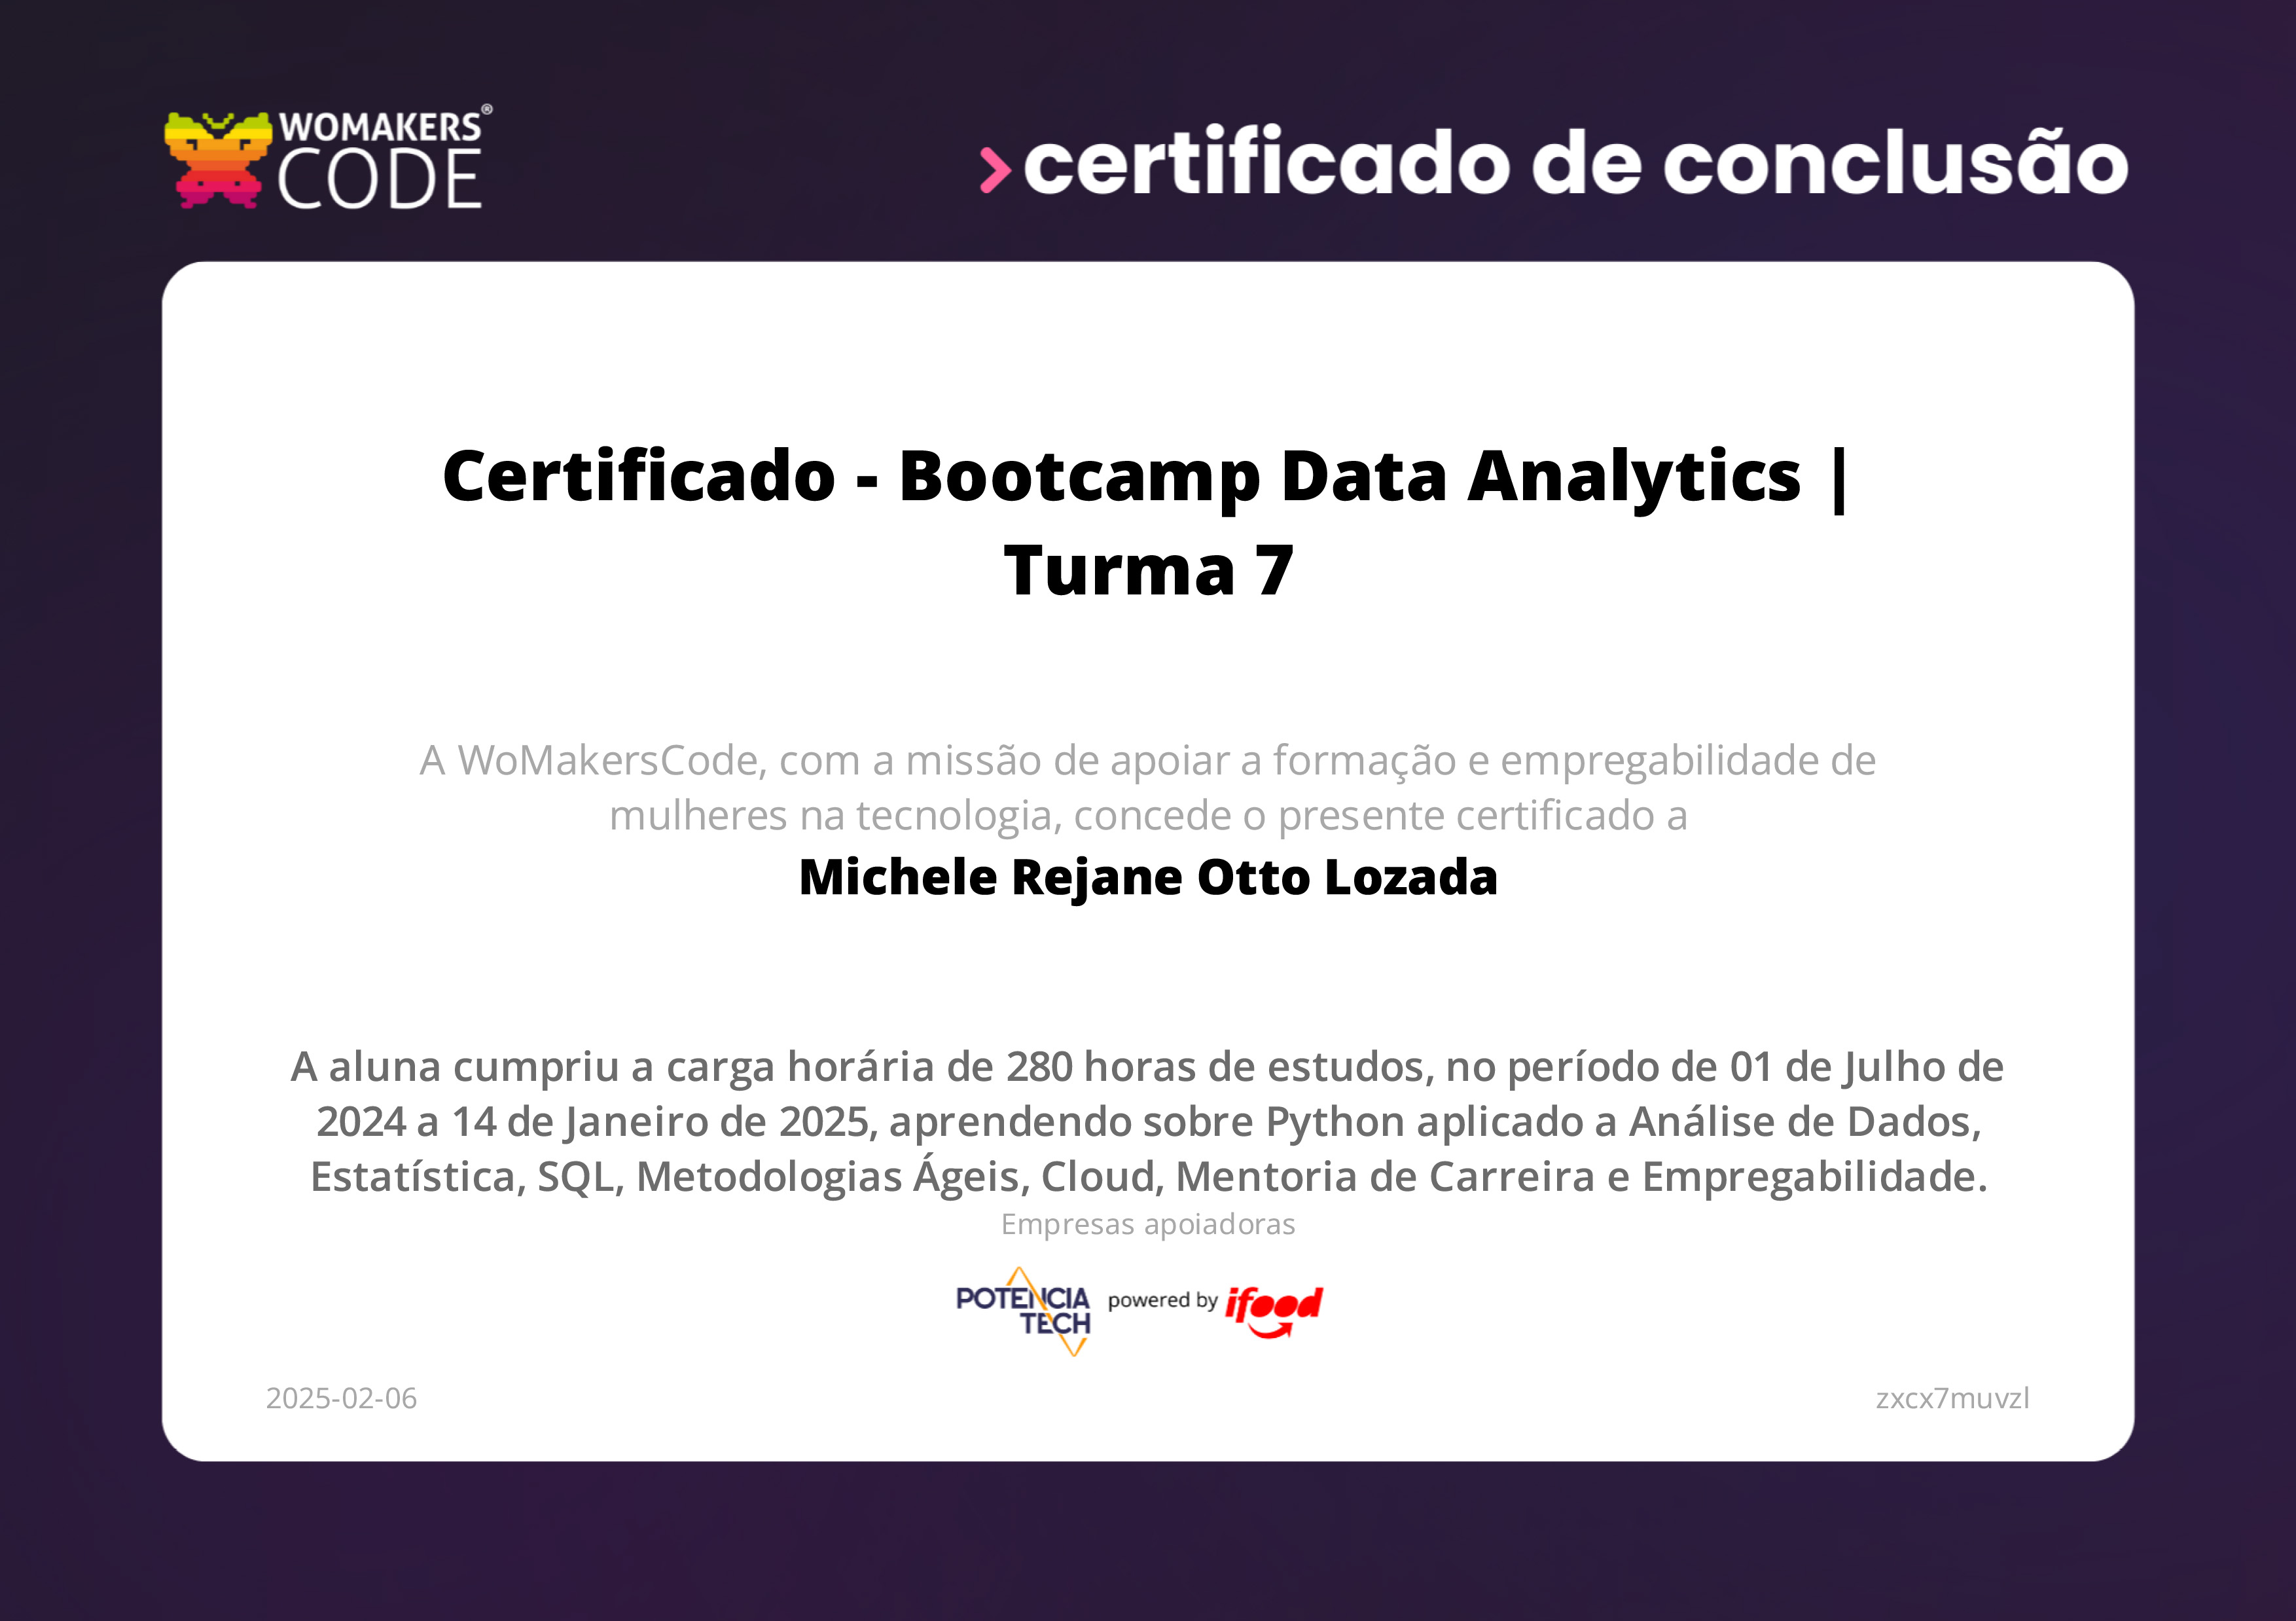 WOMAKERS®
CODE
certificado de conclusão
Certificado - Bootcamp Data Analytics |
Turma 7
A WoMakersCode, com a missão de apoiar a formação e empregabilidade de
mulheres na tecnologia, concede o presente certificado a
Michele Rejane Otto Lozada
A aluna cumpriu a carga horária de 280 horas de estudos, no período de 01 de Julho de
2024 a 14 de Janeiro de 2025, aprendendo sobre Python aplicado a Análise de Dados,
Estatística, SQL, Metodologias Ágeis, Cloud, Mentoria de Carreira e Empregabilidade.
Empresas apoiadoras
POTENCIA
TECH
powered by ifood
2025-02-06
zxcx7muvzl